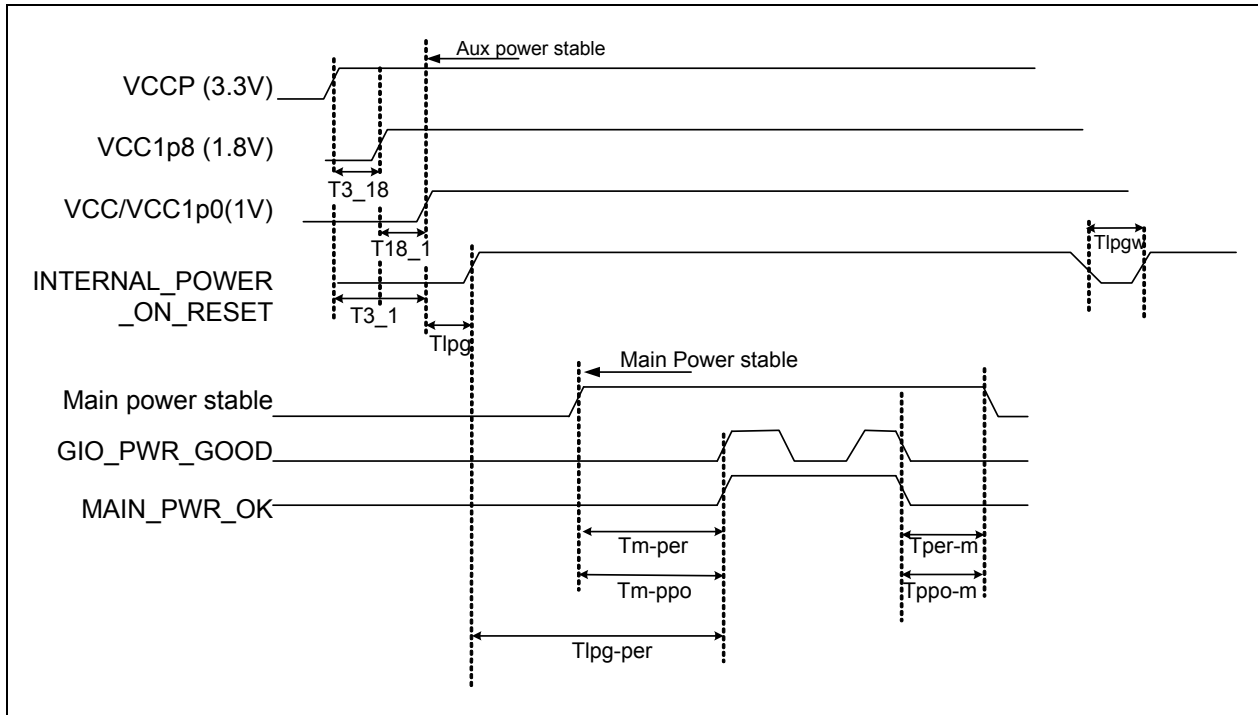 Aux power stable
VCCP (3.3V)
VCC1p8 (1.8V)
T3_18
VCC/VCC1p0(1V)
T18_1
Tlpgw
INTERNAL_POWER
_ON_RESET
T3_1
Tlpg
Main Power stable
Main power stable
GIO_PWR_GOOD
MAIN_PWR_OK
Tm-per
Tper-m
Tm-ppo
Tppo-m
Tlpg-per